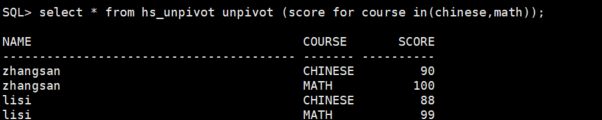 SQL> select * from hs_unpivot unpivot (score for course in(chinese,math));
NAME COURSE SCORE
------------------------------------- ------- ----------
zhangsan CHINESE 90
zhangsan MATH 100
lisi CHINESE 88
lisi MATH 99